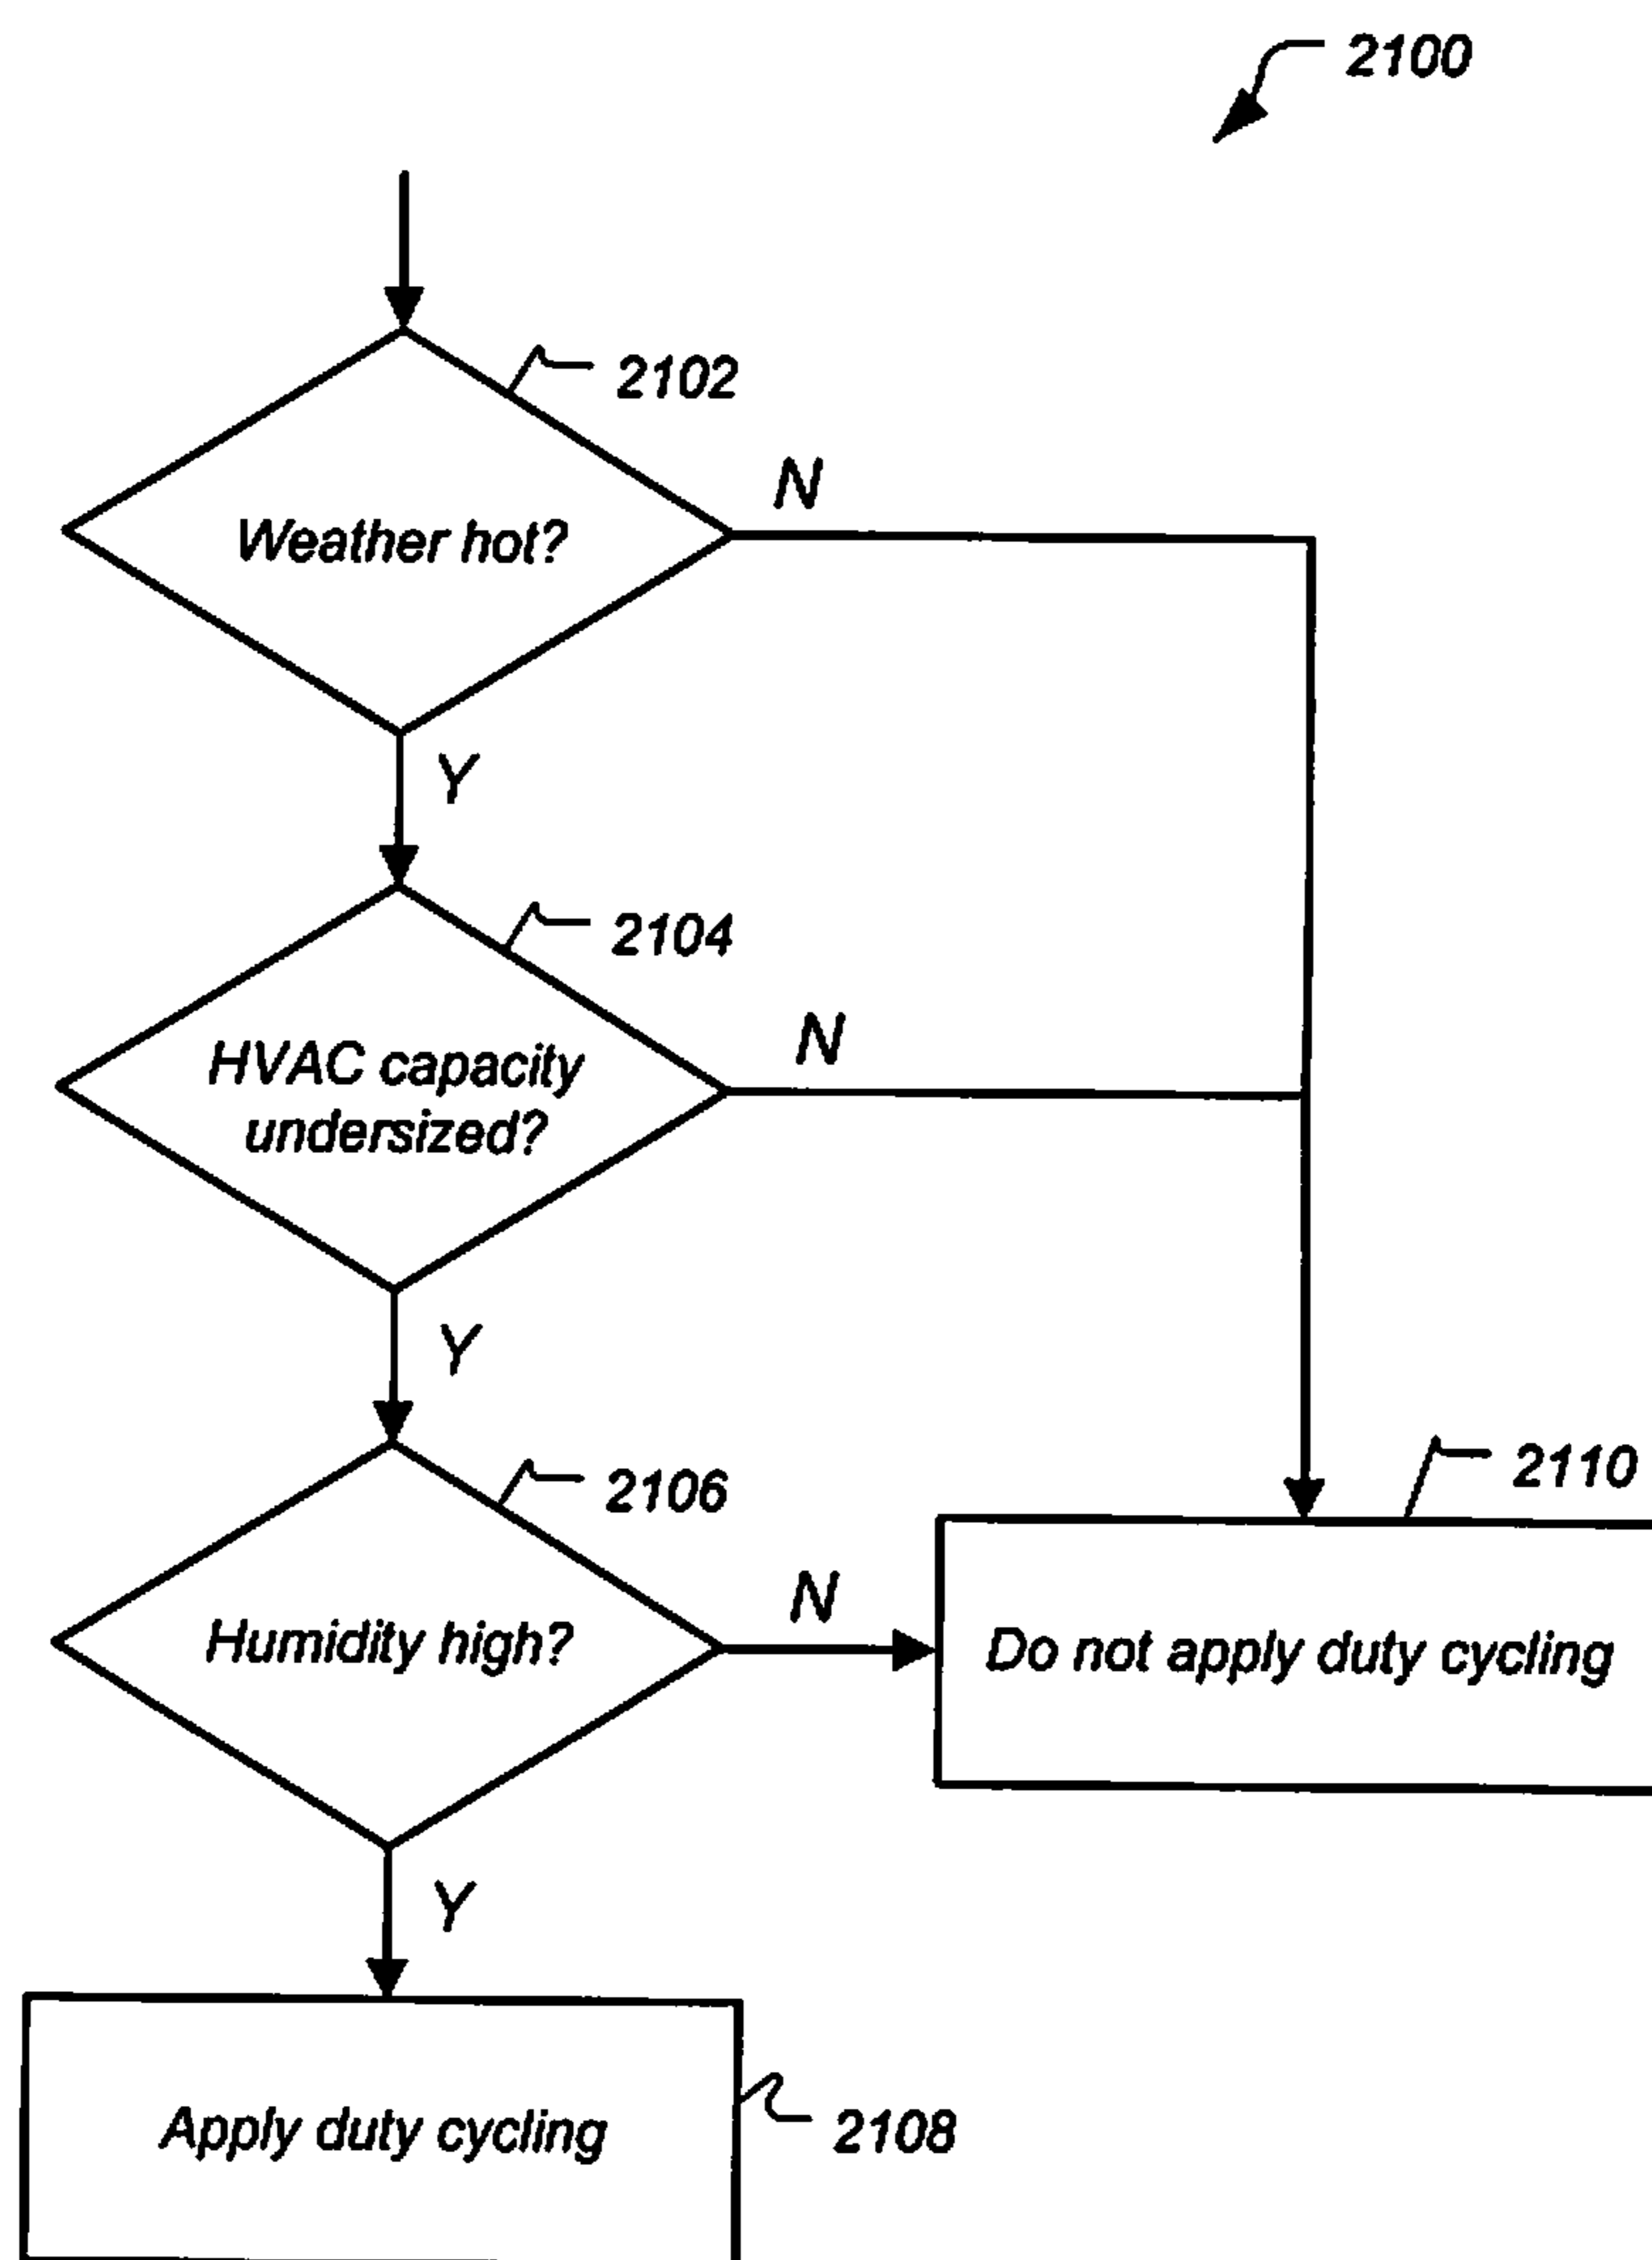 2100
2102
N
Weather hot?
Y
2104
N
HVAC capacity
undersized?
Y
2106
2110
N
Humidity high?
Do not apply duty cycling
Y
Apply duty cycling
2108